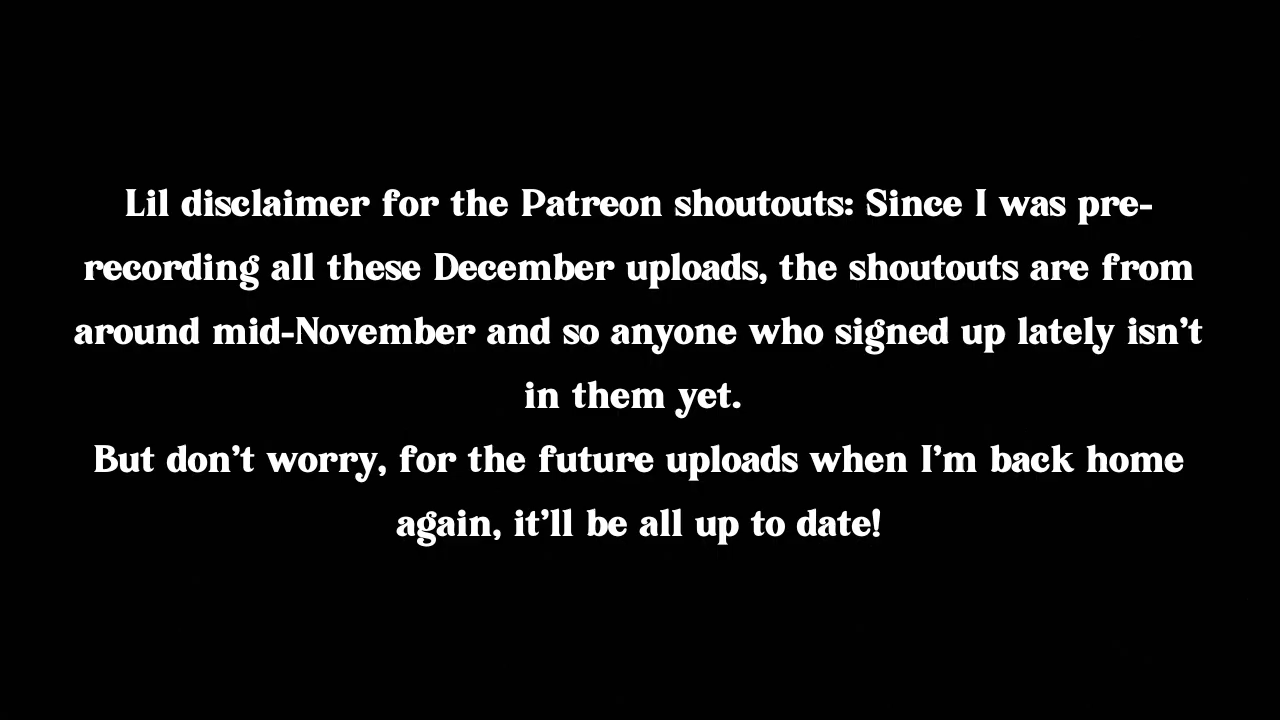 Lil disclaimer for the Patreon shoutouts: Since I was pre-
recording all these December uploads, the shoutouts are from
around mid-November and so anyone who signed up lately isn’t
in them yet.
But don’t worry, for the future uploads when I’m back home
again, it’ll be all up to date!